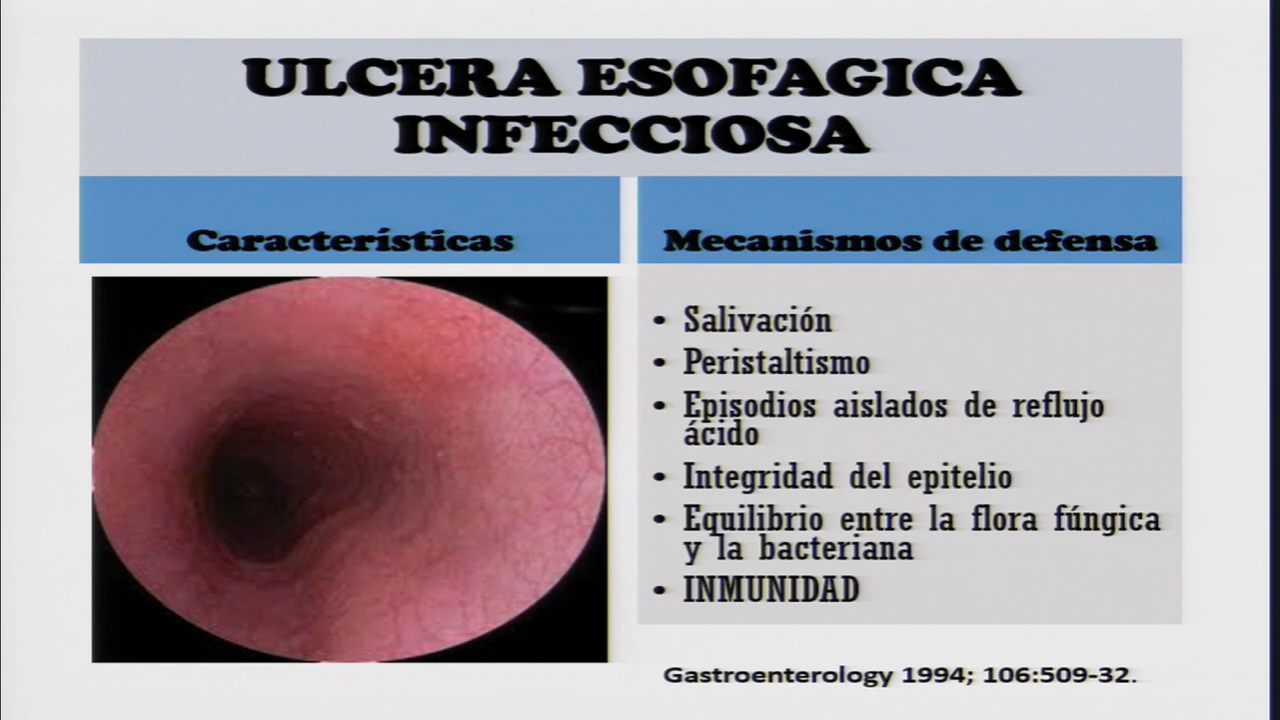 ULCERA ESOFAGICA
INFECCIOSA
Características
Mecanismos de defensa
• Salivación
• Peristaltismo
• Episodios aislados de reflujo
ácido
• Integridad del epitelio
• Equilibrio entre la flora fúngica
y la bacteriana
• INMUNIDAD
Gastroenterology 1994; 106:509-32.